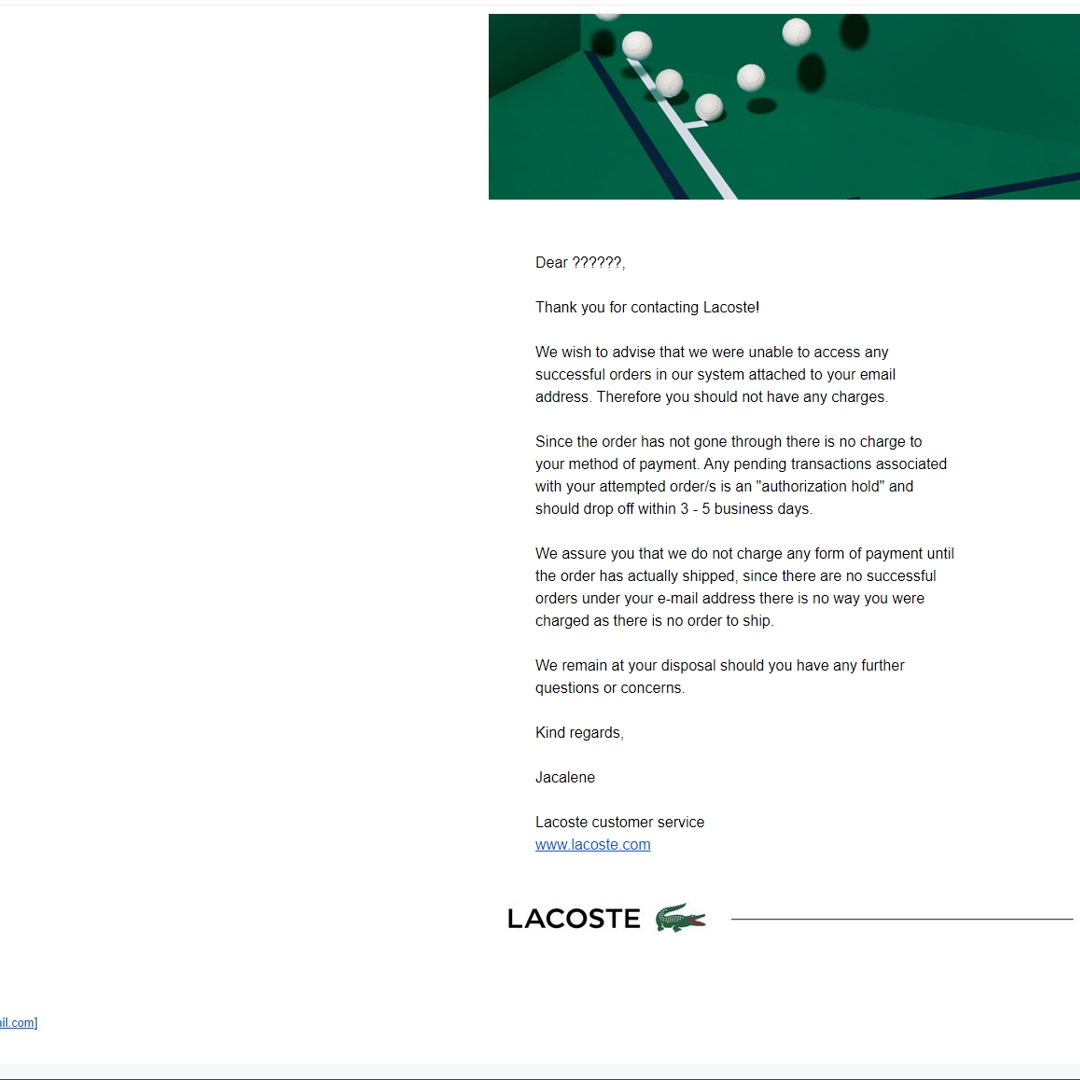 Dear ??????,
Thank you for contacting Lacoste!
We wish to advise that we were unable to access any
successful orders in our system attached to your email
address. Therefore you should not have any charges.
Since the order has not gone through there is no charge to
your method of payment. Any pending transactions associated
with your attempted order/s is an "authorization hold" and
should drop off within 3 - 5 business days.
We assure you that we do not charge any form of payment until
the order has actually shipped, since there are no successful
orders under your e-mail address there is no way you were
charged as there is no order to ship.
We remain at your disposal should you have any further
questions or concerns.
Kind regards,
Jacalene
Lacoste customer service
www.lacoste.com
LACOSTE
ail.com]